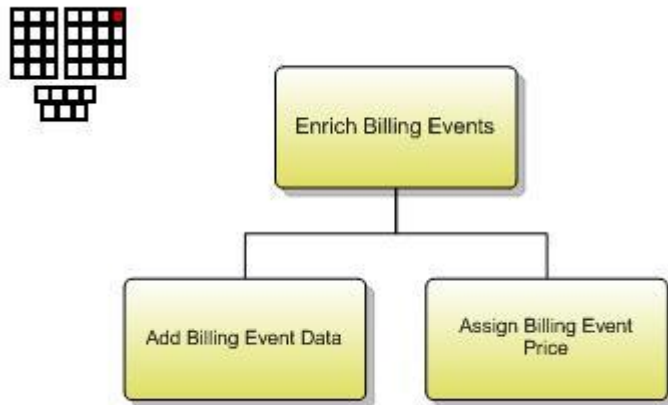 Enrich Billing Events
Add Billing Event Data
Assign Billing Event
Price